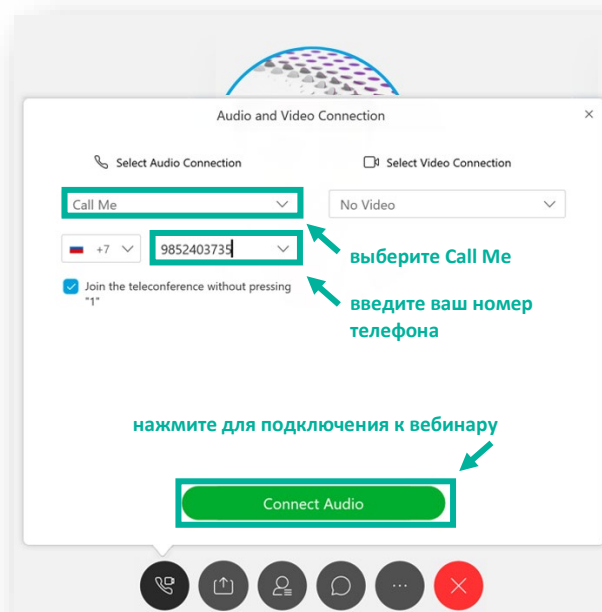 Audio and Video Connection
Select Audio Connection
Select Video Connection
Call Me
No Video
+7
9852403735
выберите Call Me
Join the teleconference without pressing
"1"
введите ваш номер
телефона
нажмите для подключения к вебинару
Connect Audio